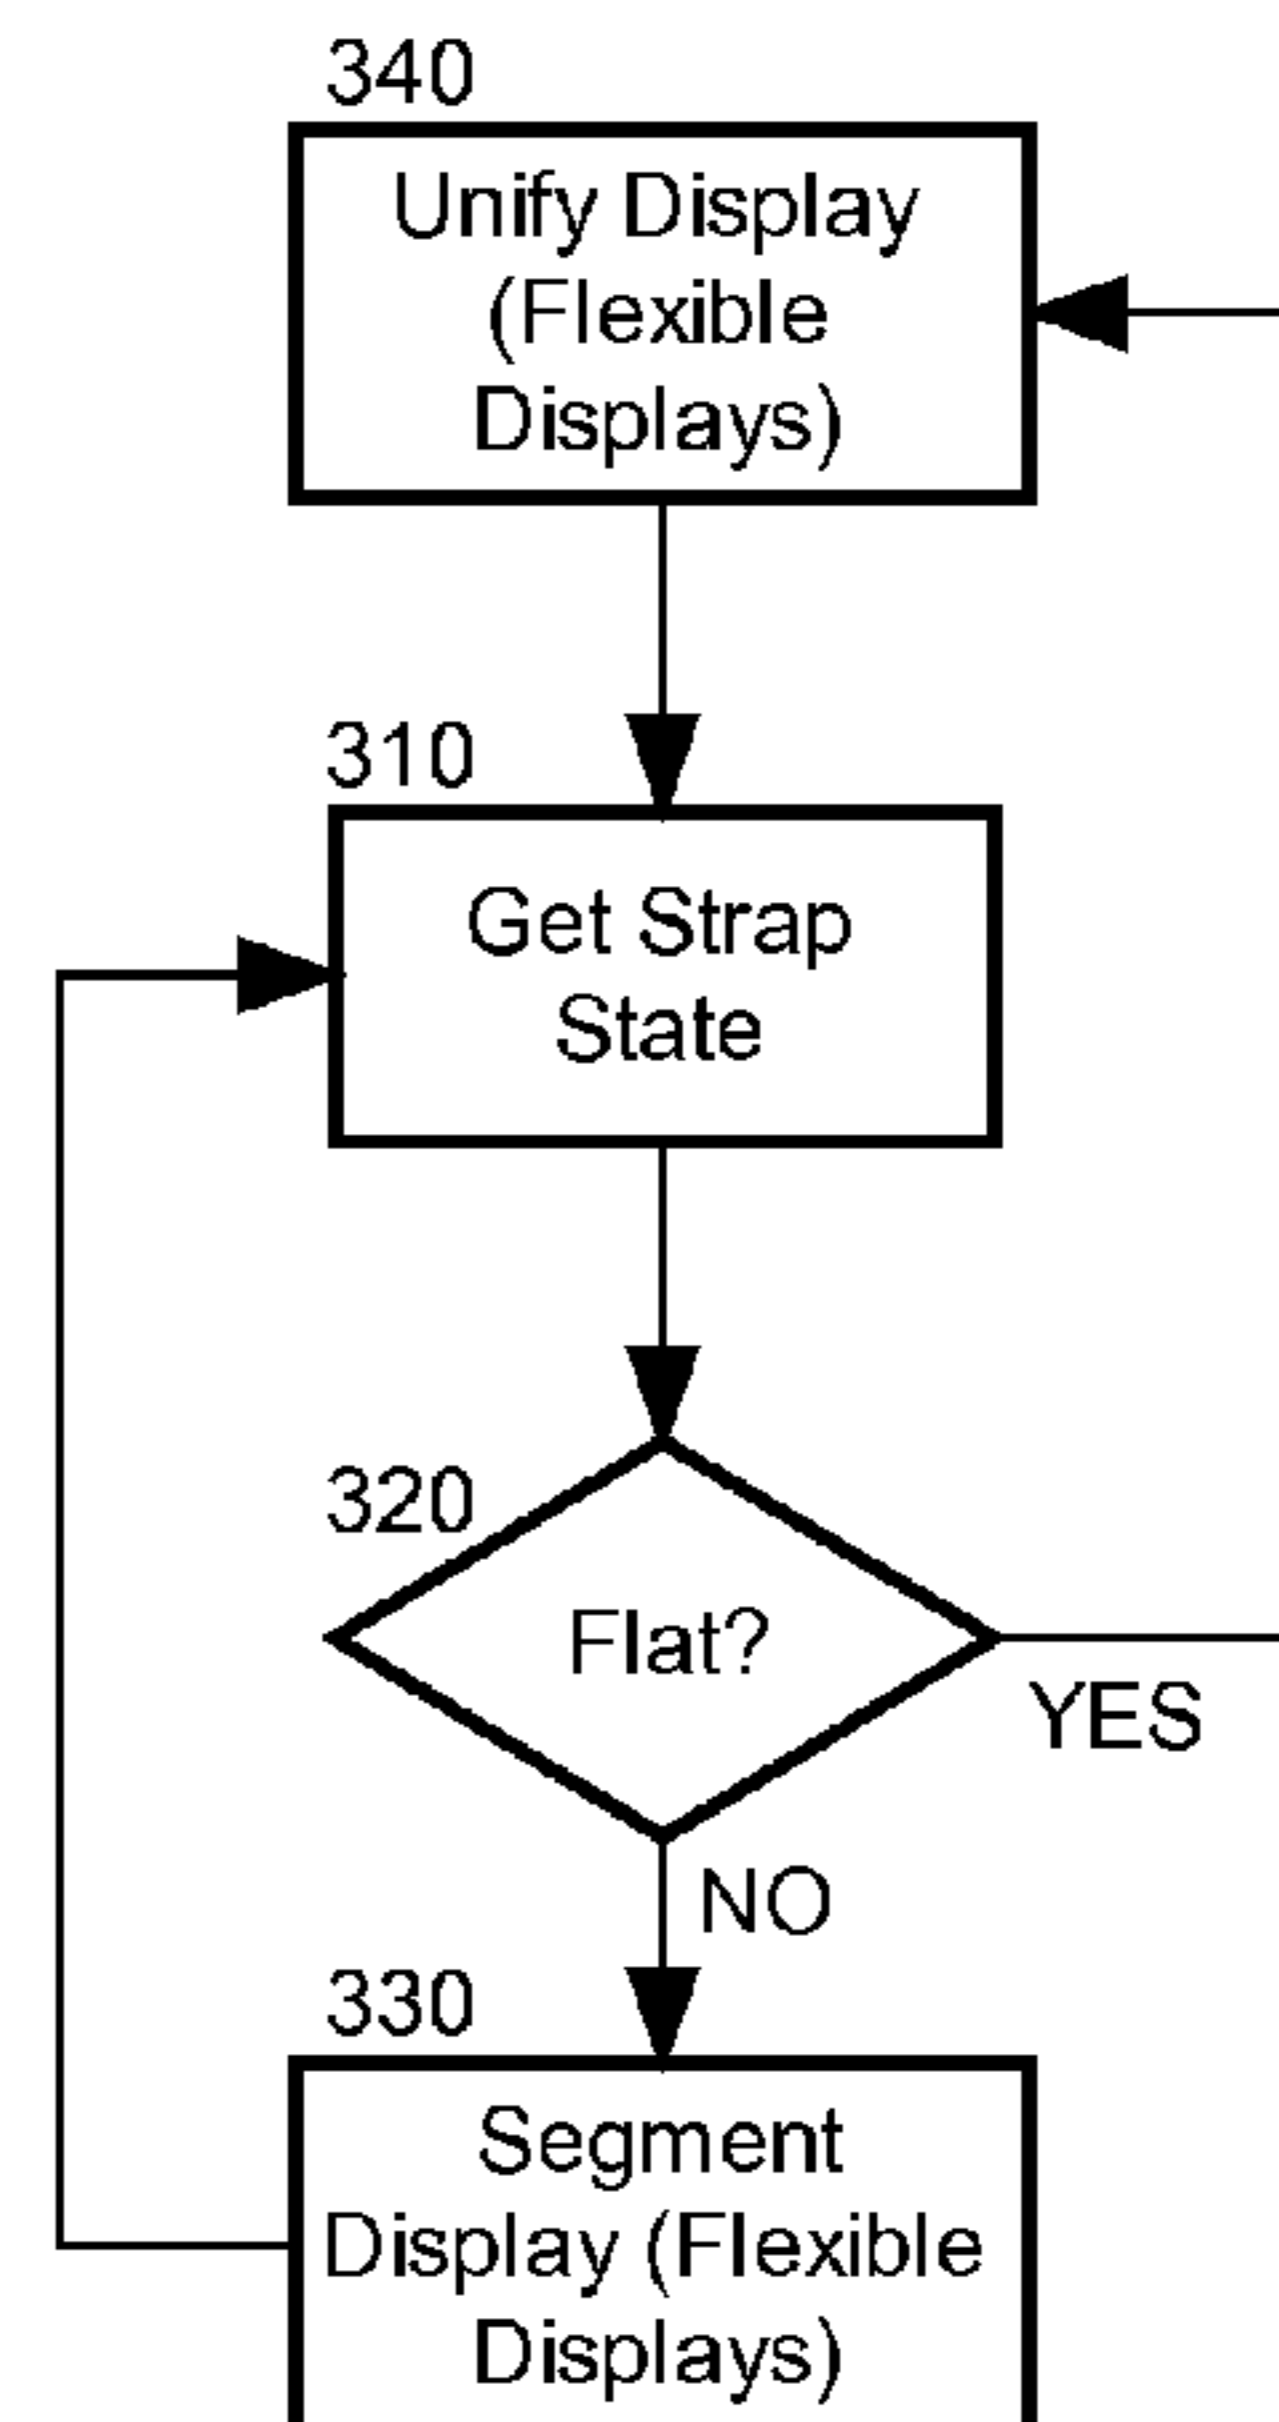 340
Unify Display
(Flexible
Displays)
310
Get Strap
State
320
Flat?
YES
NO
330
Segment
Display (Flexible
Displays)